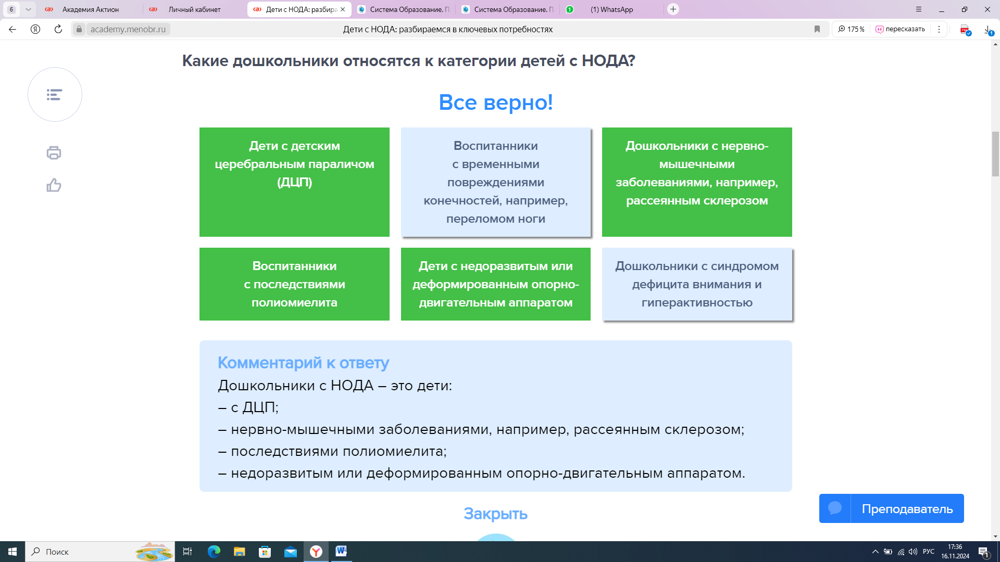 6
Академия Актион
Личный кабинет
Дети с НОДА: разбира
Система Образование. П
Система Образование. П
1
(1) WhatsApp
academy.menobr.ru
Дети с НОДА: разбираемся в ключевых потребностях
175 %
пересказать
1
Какие дошкольники относятся к категории детей с НОДА?
Все верно!
Дети с детским
церебральным параличом
(ДЦП)
Воспитанники
с временными
повреждениями
конечностей, например,
переломом ноги
Дошкольники с нервно-
мышечными
заболеваниями, например,
рассеянным склерозом
Воспитанники
с последствиями
полиомиелита
Дети с недоразвитым или
деформированным опорно-
двигательным аппаратом
Дошкольники с синдромом
дефицита внимания и
гиперактивностью
Комментарий к ответу
Дошкольники с НОДА – это дети:
– с ДЦП;
– нервно-мышечными заболеваниями, например, рассеянным склерозом;
– последствиями полиомиелита;
– недоразвитым или деформированным опорно-двигательным аппаратом.
Закрыть
Преподаватель
Поиск
РУС
17:36
16.11.2024
1